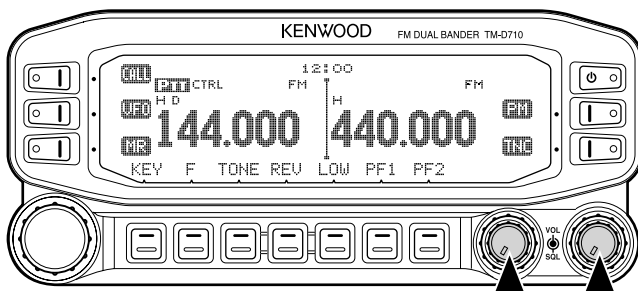 KENWOOD FM DUAL BANDER TM-D710
12:00
CALL PTT CTRL FM FM
H D H
VFO 144.000 440.000 PM
MR TNC
KEY F TONE REV LOW PF1 PF2
VOL
SQL